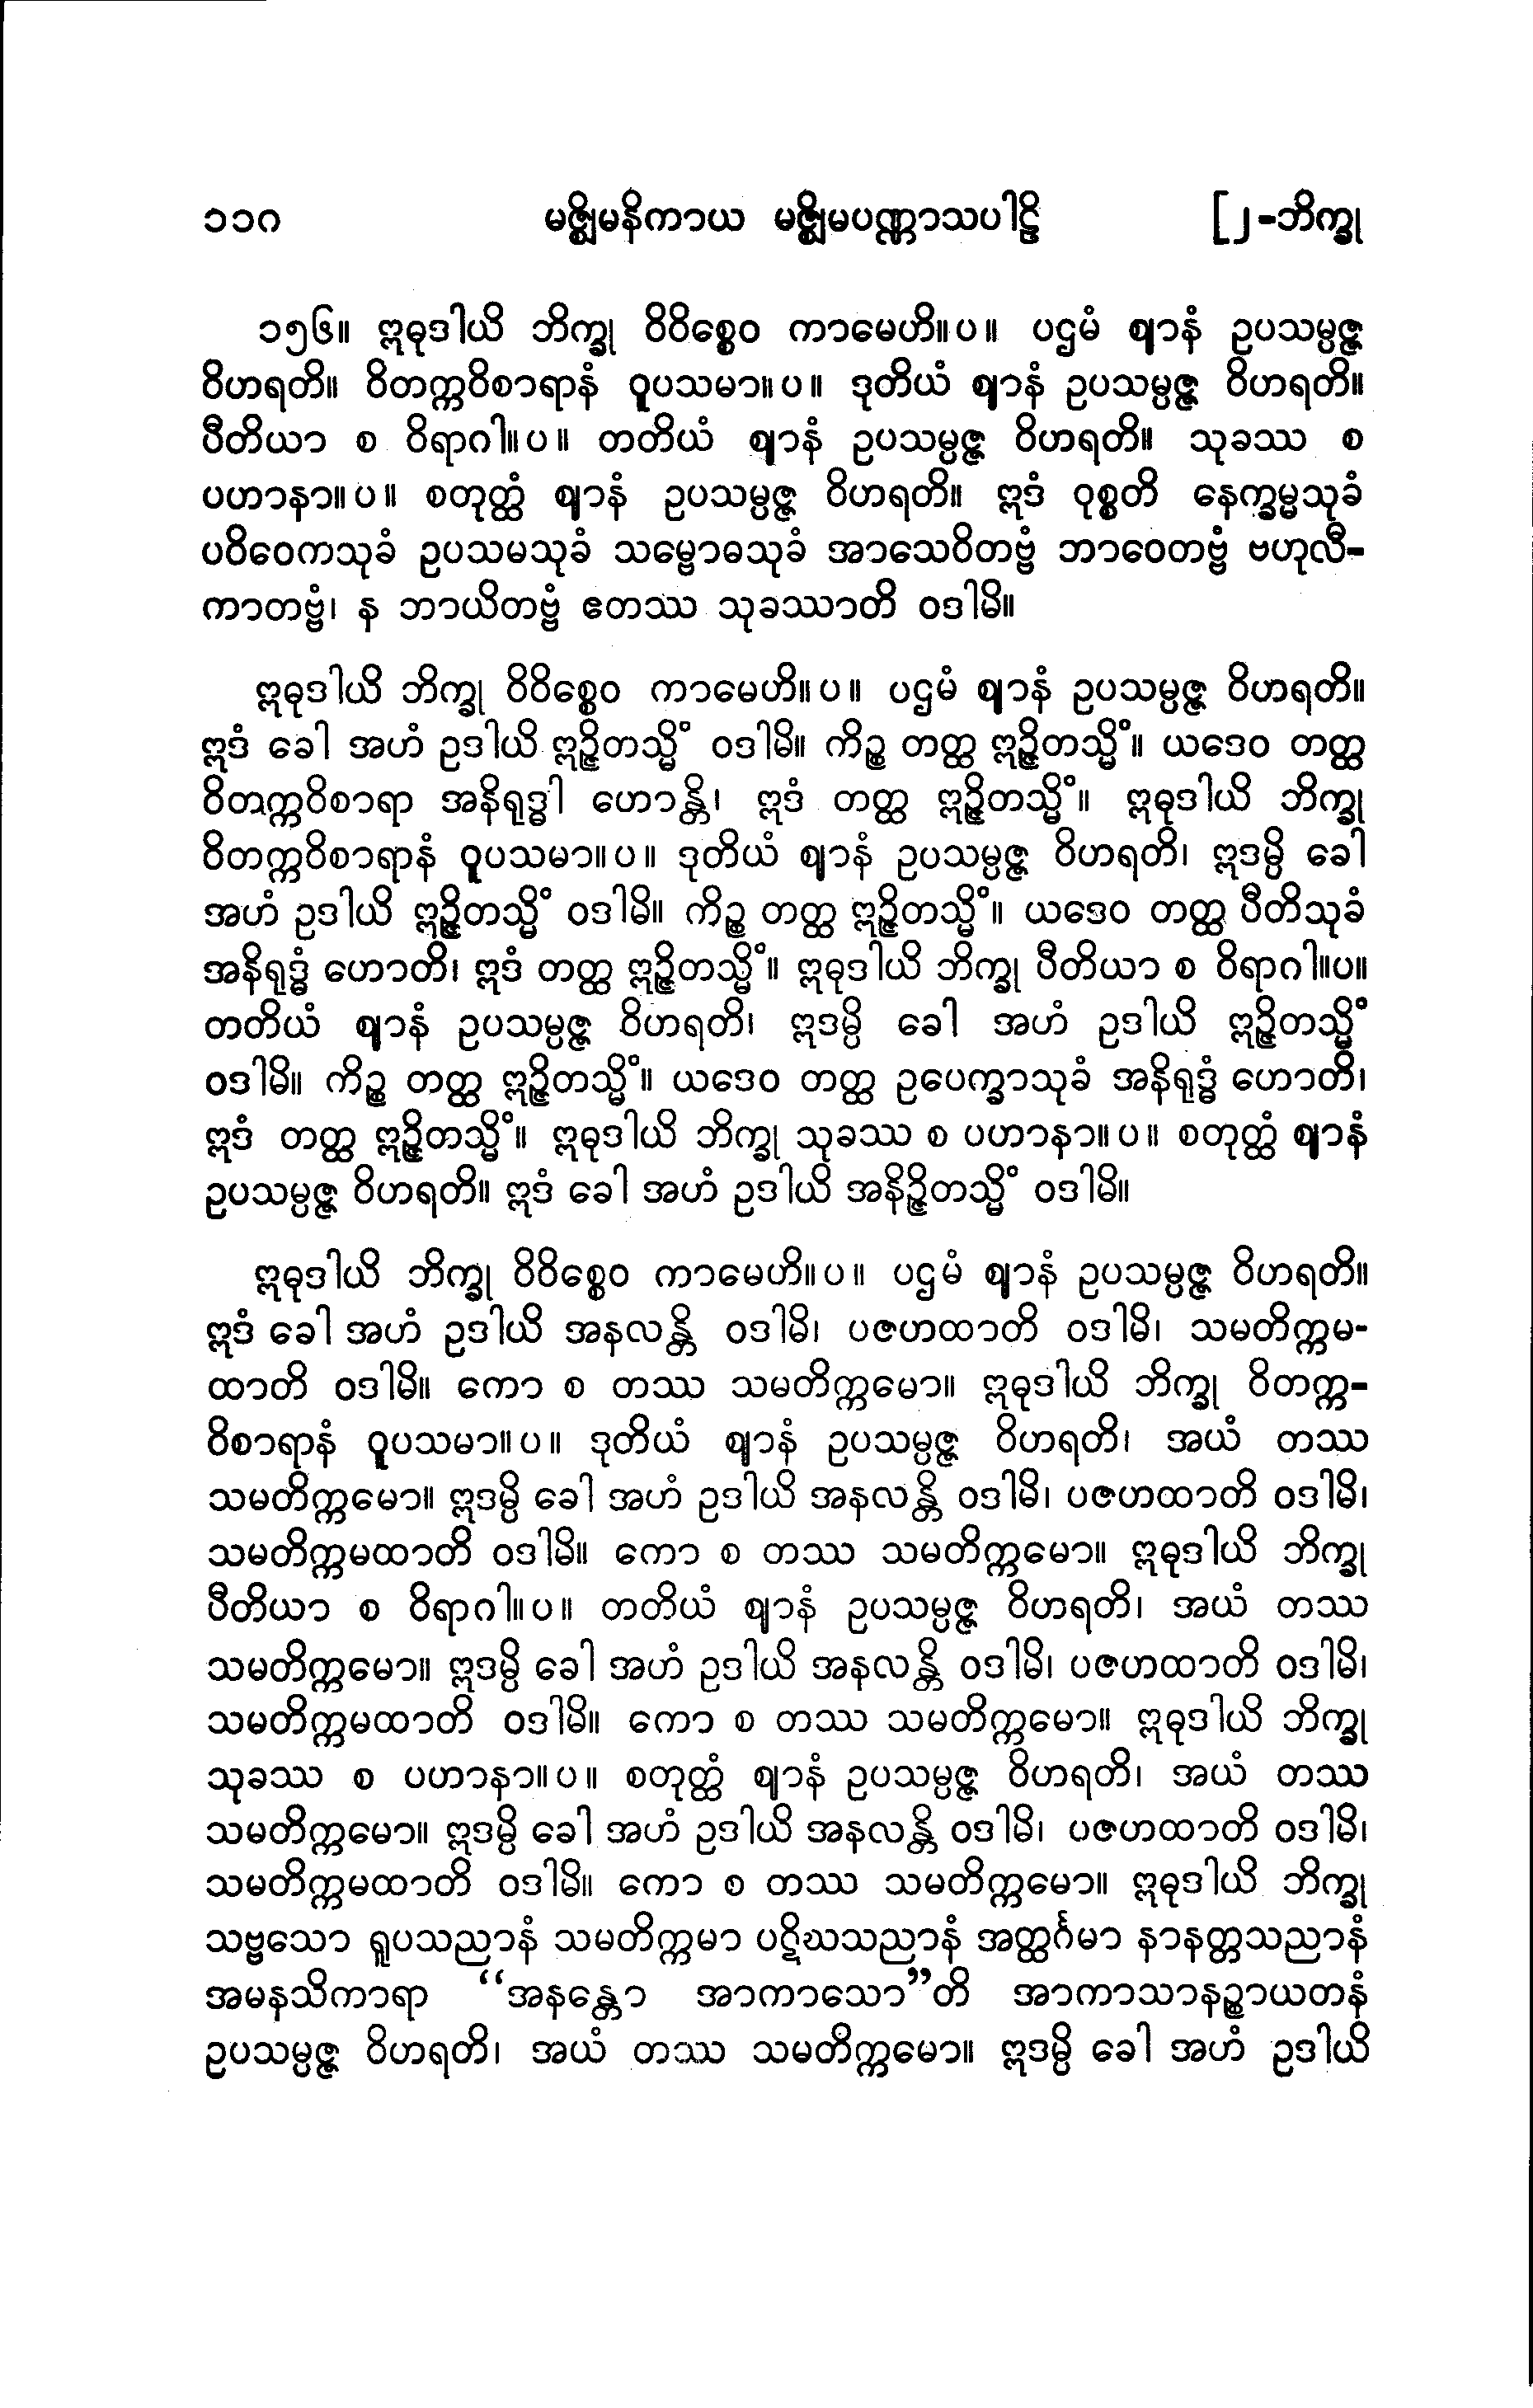 ၁၁၈ မဇ္ဈိမနိကာယ မဇ္ဈိမပဏ္ဏာသပါဠိ [၂-ဘိက္ခု
၁၅၆။ ဣဓုဒါယိ ဘိက္ခု ဝိဝိစ္စေဝ ကာမေဟိ။ပ။ ပဌမံ ဈာနံ ဥပသမ္ပဇ္ဇ
ဝိဟရတိ။ ဝိတက္ကဝိစာရာနံ ဝူပသမာ။ပ။ ဒုတိယံ ဈာနံ ဥပသမ္ပဇ္ဇ ဝိဟရတိ။
ပီတိယာ စ ဝိရာဂါ။ပ။ တတိယံ ဈာနံ ဥပသမ္ပဇ္ဇ ဝိဟရတိ။ သုခဿ စ
ပဟာနာ။ပ။ စတုတ္ထံ ဈာနံ ဥပသမ္ပဇ္ဇ ဝိဟရတိ။ ဣဒံ ဝုစ္စတိ နေက္ခမ္မသုခံ
ပဝိဝေကသုခံ ဥပသမသုခံ သမ္ဗောဓသုခံ အာသေဝိတဗ္ဗံ ဘာဝေတဗ္ဗံ ဗဟုလီ-
ကာတဗ္ဗံ၊ န ဘာယိတဗ္ဗံ ဧတဿ သုခဿာတိ ဝဒါမိ။
ဣဓုဒါယိ ဘိက္ခု ဝိဝိစ္စေဝ ကာမေဟိ။ပ။ ပဌမံ ဈာနံ ဥပသမ္ပဇ္ဇ ဝိဟရတိ။
ဣဒံ ခေါ အဟံ ဥဒါယိ ဣဉ္ဇိတသ္မိံ ဝဒါမိ။ ကိဉ္စ တတ္ထ ဣဉ္ဇိတသ္မိံ။ ယဒေဝ တတ္ထ
ဝိတက္ကဝိစာရာ အနိရုဒ္ဓါ ဟောန္တိ၊ ဣဒံ တတ္ထ ဣဉ္ဇိတသ္မိံ။ ဣဓုဒါယိ ဘိက္ခု
ဝိတက္ကဝိစာရာနံ ဝူပသမာ။ပ။ ဒုတိယံ ဈာနံ ဥပသမ္ပဇ္ဇ ဝိဟရတိ၊ ဣဒမ္ပိ ခေါ
အဟံ ဥဒါယိ ဣဉ္ဇိတသ္မိံ ဝဒါမိ။ ကိဉ္စ တတ္ထ ဣဉ္ဇိတသ္မိံ။ ယဒေဝ တတ္ထ ပီတိသုခံ
အနိရုဒ္ဓံ ဟောတိ၊ ဣဒံ တတ္ထ ဣဉ္ဇိတသ္မိံ။ ဣဓုဒါယိ ဘိက္ခု ပီတိယာ စ ဝိရာဂါ။ပ။
တတိယံ ဈာနံ ဥပသမ္ပဇ္ဇ ဝိဟရတိ၊ ဣဒမ္ပိ ခေါ အဟံ ဥဒါယိ ဣဉ္ဇိတသ္မိံ
ဝဒါမိ။ ကိဉ္စ တတ္ထ ဣဉ္ဇိတသ္မိံ။ ယဒေဝ တတ္ထ ဥပေက္ခာသုခံ အနိရုဒ္ဓံ ဟောတိ၊
ဣဒံ တတ္ထ ဣဉ္ဇိတသ္မိံ။ ဣဓုဒါယိ ဘိက္ခု သုခဿ စ ပဟာနာ။ပ။ စတုတ္ထံ ဈာနံ
ဥပသမ္ပဇ္ဇ ဝိဟရတိ။ ဣဒံ ခေါ အဟံ ဥဒါယိ အနိဉ္ဇိတသ္မိံ ဝဒါမိ။
ဣဓုဒါယိ ဘိက္ခု ဝိဝိစ္စေဝ ကာမေဟိ။ပ။ ပဌမံ ဈာနံ ဥပသမ္ပဇ္ဇ ဝိဟရတိ။
ဣဒံ ခေါ အဟံ ဥဒါယိ အနလန္တိ ဝဒါမိ၊ ပဇဟထာတိ ဝဒါမိ၊ သမတိက္ကမ-
ထာတိ ဝဒါမိ။ ကော စ တဿ သမတိက္ကမော။ ဣဓုဒါယိ ဘိက္ခု ဝိတက္က-
ဝိစာရာနံ ဝူပသမာ။ပ။ ဒုတိယံ ဈာနံ ဥပသမ္ပဇ္ဇ ဝိဟရတိ၊ အယံ တဿ
သမတိက္ကမော။ ဣဒမ္ပိ ခေါ အဟံ ဥဒါယိ အနလန္တိ ဝဒါမိ၊ ပဇဟထာတိ ဝဒါမိ၊
သမတိက္ကမထာတိ ဝဒါမိ။ ကော စ တဿ သမတိက္ကမော။ ဣဓုဒါယိ ဘိက္ခု
ပီတိယာ စ ဝိရာဂါ။ပ။ တတိယံ ဈာနံ ဥပသမ္ပဇ္ဇ ဝိဟရတိ၊ အယံ တဿ
သမတိက္ကမော။ ဣဒမ္ပိ ခေါ အဟံ ဥဒါယိ အနလန္တိ ဝဒါမိ၊ ပဇဟထာတိ ဝဒါမိ၊
သမတိက္ကမထာတိ ဝဒါမိ။ ကော စ တဿ သမတိက္ကမော။ ဣဓုဒါယိ ဘိက္ခု
သုခဿ စ ပဟာနာ။ပ။ စတုတ္ထံ ဈာနံ ဥပသမ္ပဇ္ဇ ဝိဟရတိ၊ အယံ တဿ
သမတိက္ကမော။ ဣဒမ္ပိ ခေါ အဟံ ဥဒါယိ အနလန္တိ ဝဒါမိ၊ ပဇဟထာတိ ဝဒါမိ၊
သမတိက္ကမထာတိ ဝဒါမိ။ ကော စ တဿ သမတိက္ကမော။ ဣဓုဒါယိ ဘိက္ခု
သဗ္ဗသော ရူပသညာနံ သမတိက္ကမာ ပဋိဃသညာနံ အတ္ထင်္ဂမာ နာနတ္တသညာနံ
အမနသိကာရာ “အနန္တော အာကာသော”တိ အာကာသာနဉ္စာယတနံ
ဥပသမ္ပဇ္ဇ ဝိဟရတိ၊ အယံ တဿ သမတိက္ကမော။ ဣဒမ္ပိ ခေါ အဟံ ဥဒါယိ